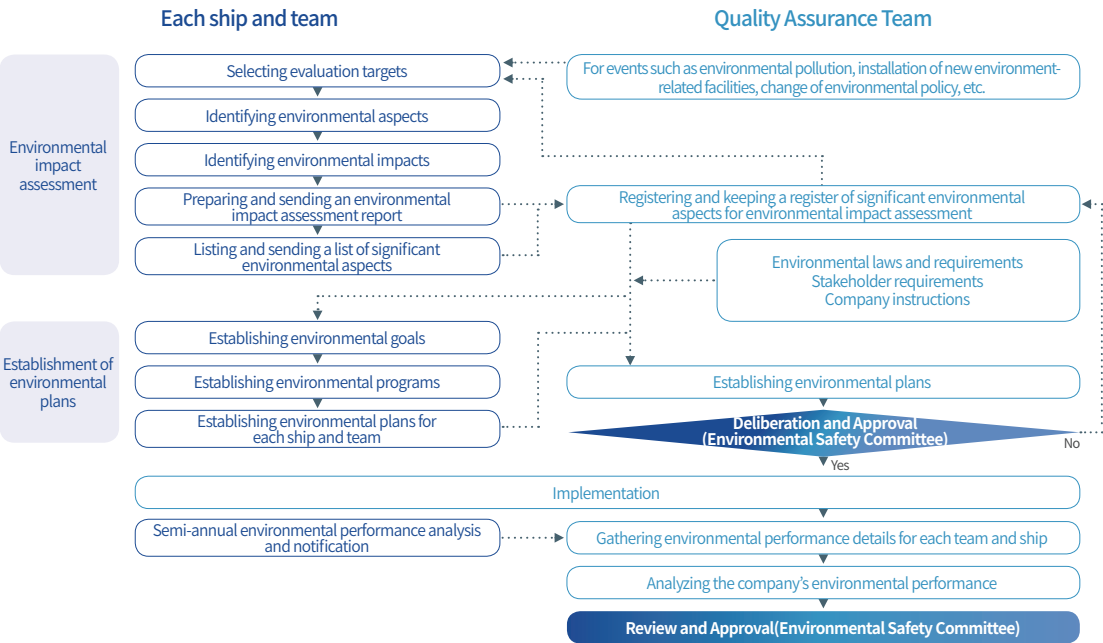 Each ship and team
Quality Assurance Team
Environmental
impact
assessment
Selecting evaluation targets
Identifying environmental aspects
Identifying environmental impacts
Preparing and sending an environmental
impact assessment report
Listing and sending a list of significant
environmental aspects
For events such as environmental pollution, installation of new environment-
related facilities, change of environmental policy, etc.
Registering and keeping a register of significant environmental
aspects for environmental impact assessment
Environmental laws and requirements
Stakeholder requirements
Company instructions
Establishment of
environmental
plans
Establishing environmental goals
Establishing environmental programs
Establishing environmental plans for
each ship and team
Establishing environmental plans
Deliberation and Approval
(Environmental Safety Committee)
No
Yes
Implementation
Semi-annual environmental performance analysis
and notification
Gathering environmental performance details for each team and ship
Analyzing the company's environmental performance
Review and Approval(Environmental Safety Committee)